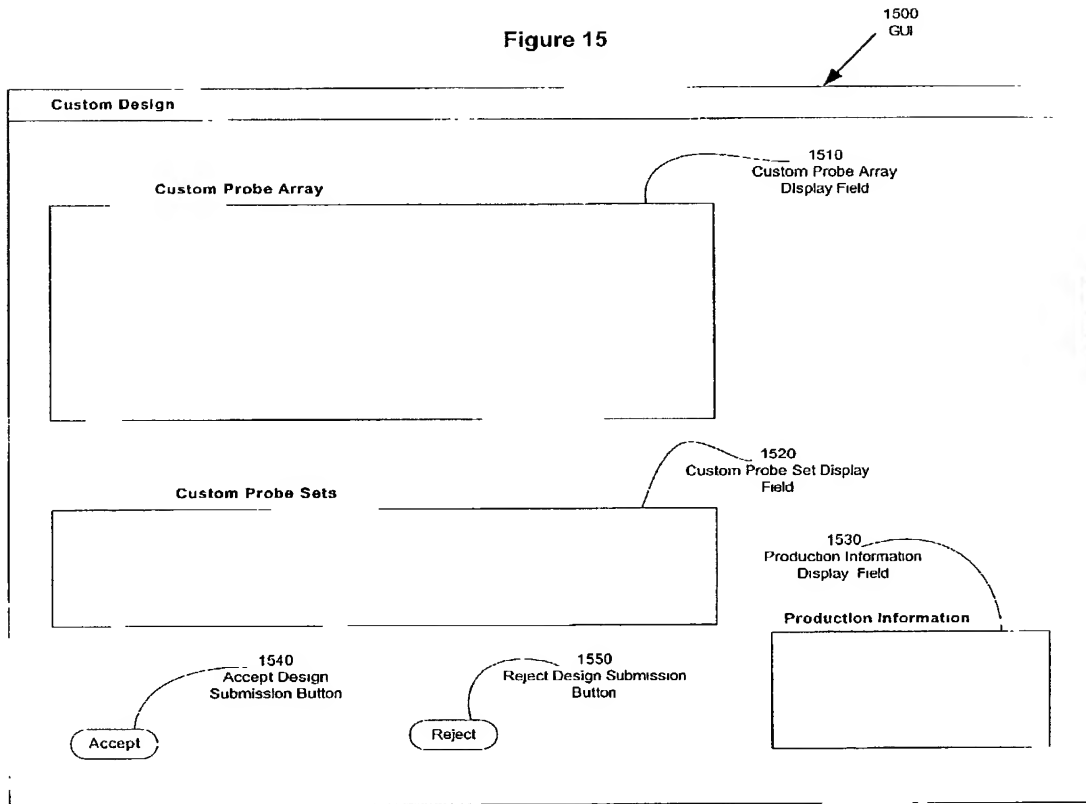 Figure 15
1500
GUI
Custom Design
1510
Custom Probe Array
Display Field
Custom Probe Array
1520
Custom Probe Set Display
Field
Custom Probe Sets
1530
Production Information
Display Field
Production Information
1540
Accept Design
Submission Button
1550
Reject Design Submission
Button
Accept
Reject